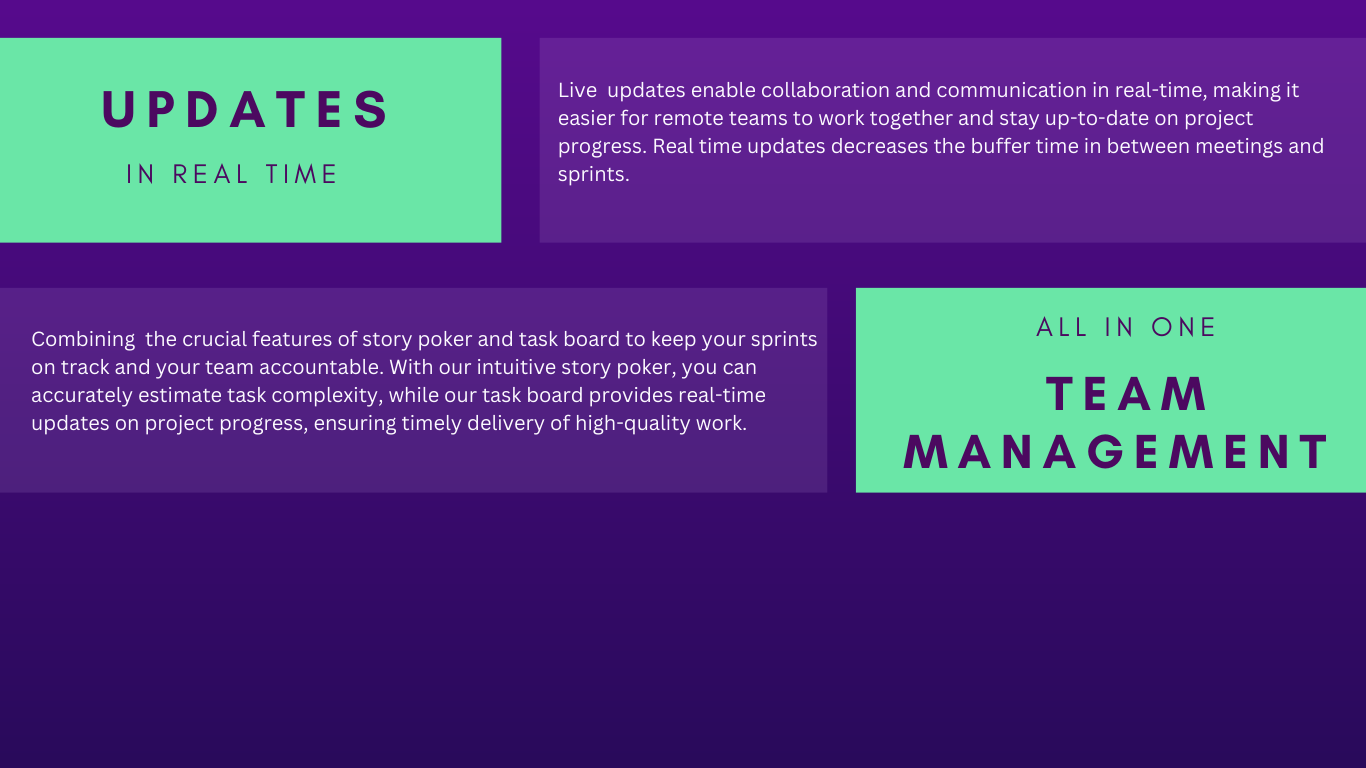 UPDATES
IN REAL TIME
Live  updates enable collaboration and communication in real-time, making it
easier for remote teams to work together and stay up-to-date on project
progress. Real time updates decreases the buffer time in between meetings and
sprints.
Combining  the crucial features of story poker and task board to keep your sprints
on track and your team accountable. With our intuitive story poker, you can
accurately estimate task complexity, while our task board provides real-time
updates on project progress, ensuring timely delivery of high-quality work.
ALL IN ONE
TEAM
MANAGEMENT